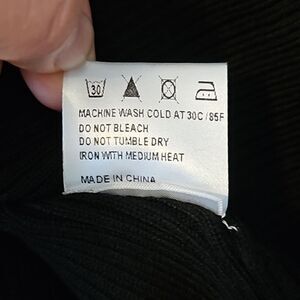 30
MACHINE WASH COLD AT 30C / 85F
DO NOT BLEACH
DO NOT TUMBLE DRY
IRON WITH MEDIUM HEAT
MADE IN CHINA